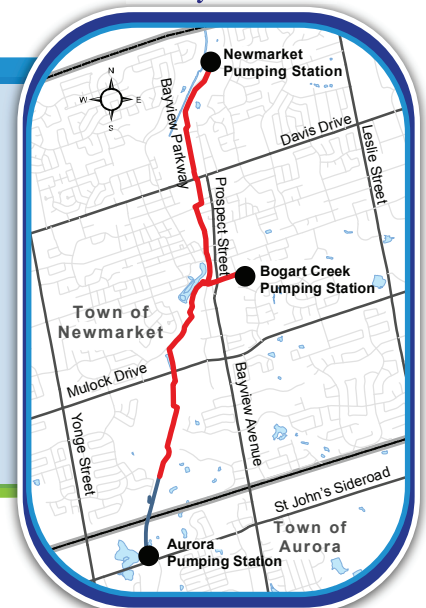 Newmarket
Pumping Station
N
W
E
S
Bayview Parkway
Davis Drive
Leslie Street
Prospect Street
Bogart Creek
Pumping Station
Town of
Newmarket
Mulock Drive
Bayview Avenue
Yonge Street
St John's Sideroad
Town of
Aurora
Aurora
Pumping Station